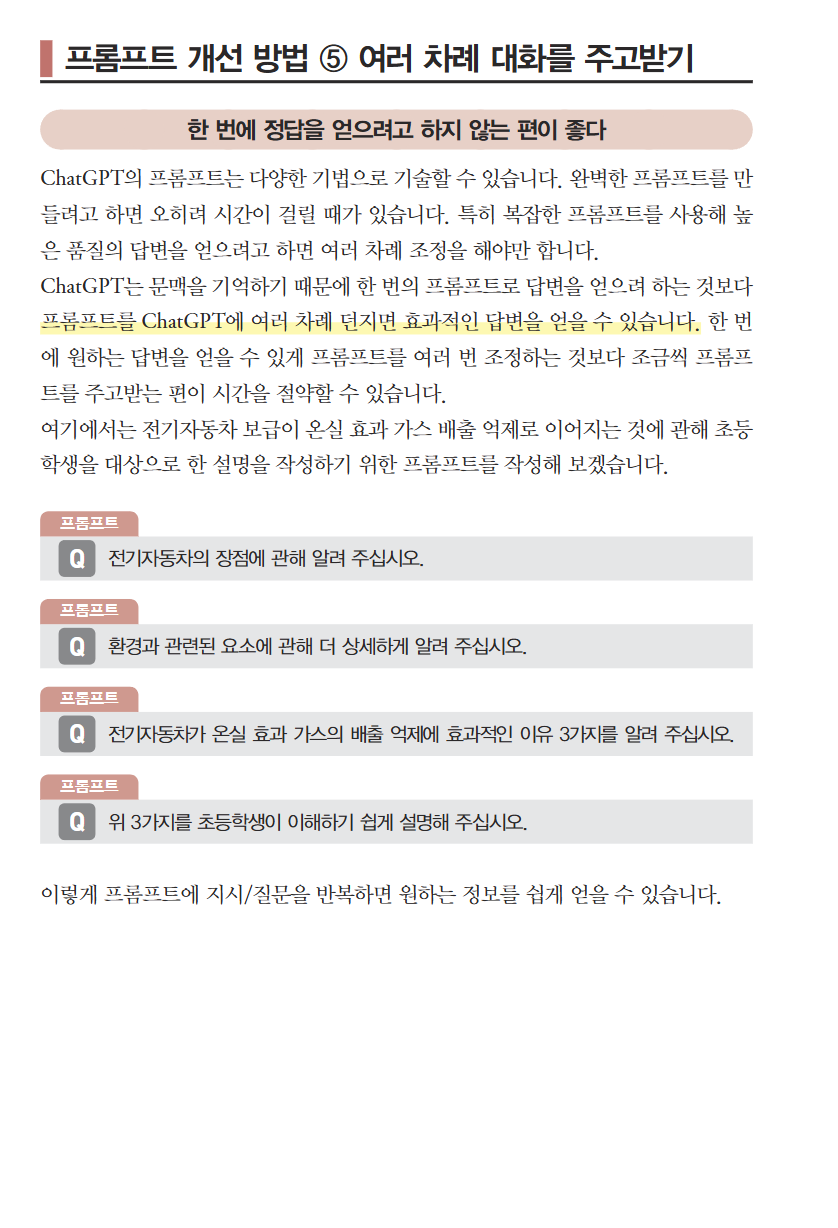 프롬프트 개선 방법 ⑤ 여러 차례 대화를 주고받기
한 번에 정답을 얻으려고 하지 않는 편이 좋다
ChatGPT의 프롬프트는 다양한 기법으로 기술할 수 있습니다. 완벽한 프롬프트를 만
들려고 하면 오히려 시간이 걸릴 때가 있습니다. 특히 복잡한 프롬프트를 사용해 높
은 품질의 답변을 얻으려고 하면 여러 차례 조정을 해야만 합니다.
ChatGPT는 문맥을 기억하기 때문에 한 번의 프롬프트로 답변을 얻으려 하는 것보다
프롬프트를 ChatGPT에 여러 차례 던지면 효과적인 답변을 얻을 수 있습니다. 한 번
에 원하는 답변을 얻을 수 있게 프롬프트를 여러 번 조정하는 것보다 조금씩 프롬프
트를 주고받는 편이 시간을 절약할 수 있습니다.
여기에서는 전기자동차 보급이 온실 효과 가스 배출 억제로 이어지는 것에 관해 초등
학생을 대상으로 한 설명을 작성하기 위한 프롬프트를 작성해 보겠습니다.
프롬프트
Q 전기자동차의 장점에 관해 알려 주십시오.
프롬프트
Q 환경과 관련된 요소에 관해 더 상세하게 알려 주십시오.
프롬프트
Q 전기자동차가 온실 효과 가스의 배출 억제에 효과적인 이유 3가지를 알려 주십시오.
프롬프트
Q 위 3가지를 초등학생이 이해하기 쉽게 설명해 주십시오.
이렇게 프롬프트에 지시/질문을 반복하면 원하는 정보를 쉽게 얻을 수 있습니다.